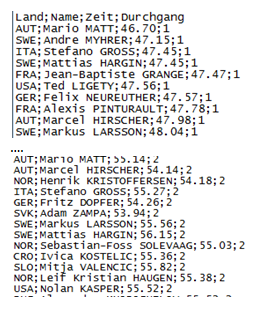 Land;Name;Zeit;Durchgang
AUT;Mario MATT;46.70;1
SWE;Andre MYHRER;47.15;1
ITA;Stefano GROSS;47.45;1
SWE;Mattias HARGIN;47.45;1
FRA;Jean-Baptiste GRANGE;47.47;1
USA;Ted LIGETY;47.56;1
GER;Felix NEUREUTHER;47.57;1
FRA;Alexis PINTURAULT;47.78;1
AUT;Marcel HIRSCHER;47.98;1
SWE;Markus LARSSON;48.04;1
....
AUT;Mario MATT;55.14;2
AUT;Marcel HIRSCHER;54.14;2
NOR;Henrik KRISTOFFERSEN;54.18;2
ITA;Stefano GROSS;55.27;2
GER;Fritz DOPFER;54.26;2
SVK;Adam ZAMPA;53.94;2
SWE;Markus LARSSON;55.56;2
SWE;Mattias HARGIN;56.15;2
NOR;Sebastian-Foss SOLEVAAG;55.03;2
CRO;Ivica KOSTELIC;55.36;2
SLO;Mitja VALENCIC;55.82;2
NOR;Leif Kristian HAUGEN;55.38;2
USA;Nolan KASPER;55.52;2